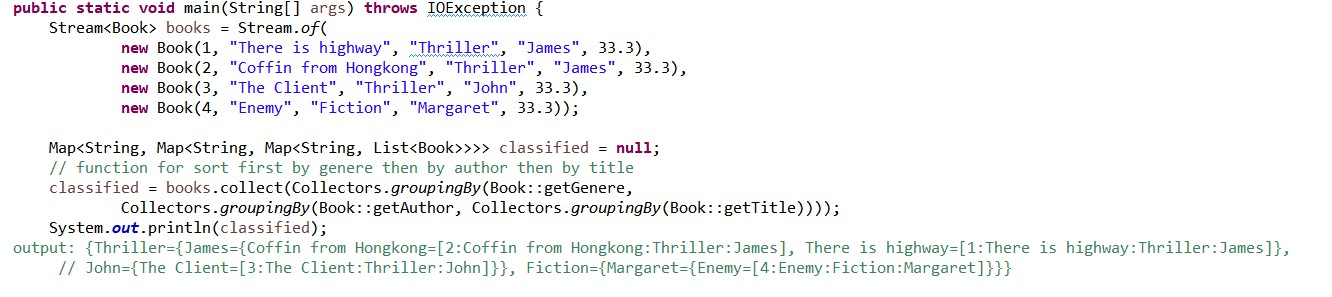 public static void main(String[] args) throws IOException {
Stream<Book> books = Stream.of(
new Book(1, "There is highway", "Thriller", "James", 33.3),
new Book(2, "Coffin from Hongkong", "Thriller", "James", 33.3),
new Book(3, "The Client", "Thriller", "John", 33.3),
new Book(4, "Enemy", "Fiction", "Margaret", 33.3));
Map<String, Map<String, Map<String, List<Book>>>> classified = null;
// function for sort first by genere then by author then by title
classified = books.collect(Collectors.groupingBy(Book::getGenere,
Collectors.groupingBy(Book::getAuthor, Collectors.groupingBy(Book::getTitle))));
System.out.println(classified);
output: {Thriller={James={Coffin from Hongkong=[2:Coffin from Hongkong:Thriller:James], There is highway=[1:There is highway:Thriller:James]},
// John={The Client=[3:The Client:Thriller:John]}}, Fiction={Margaret={Enemy=[4:Enemy:Fiction:Margaret]}}}